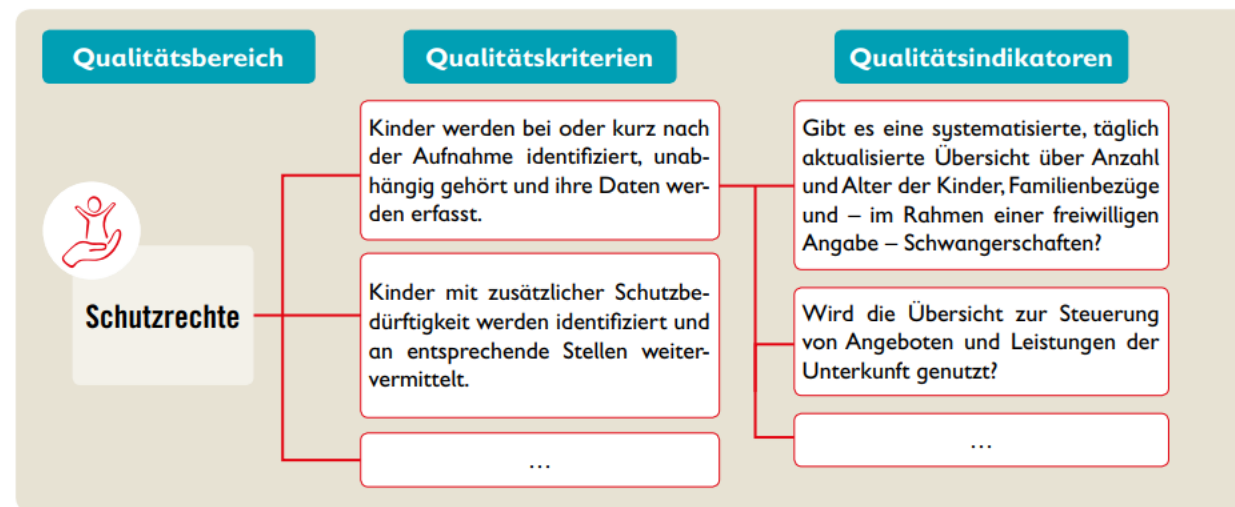 Qualitätsbereich
Qualitätskriterien
Qualitätsindikatoren
Schutzrechte
Kinder werden bei oder kurz nach
der Aufnahme identifiziert, unab-
hängig gehört und ihre Daten wer-
den erfasst.
Kinder mit zusätzlicher Schutzbe-
dürftigkeit werden identifiziert und
an entsprechende Stellen weiter-
vermittelt.
…
Gibt es eine systematisierte, täglich
aktualisierte Übersicht über Anzahl
und Alter der Kinder, Familienbezüge
und – im Rahmen einer freiwilligen
Angabe – Schwangerschaften?
Wird die Übersicht zur Steuerung
von Angeboten und Leistungen der
Unterkunft genutzt?
…